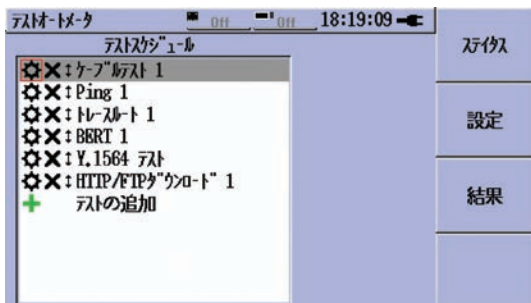 テストオートメータ Off Off 18:19:09
テストスケジュール
ケーブルテスト 1
Ping 1
トレースルート 1
BERT 1
Y.1564 テスト
HTTP/FTPダウンロード 1
テストの追加
ステイタス
設定
結果